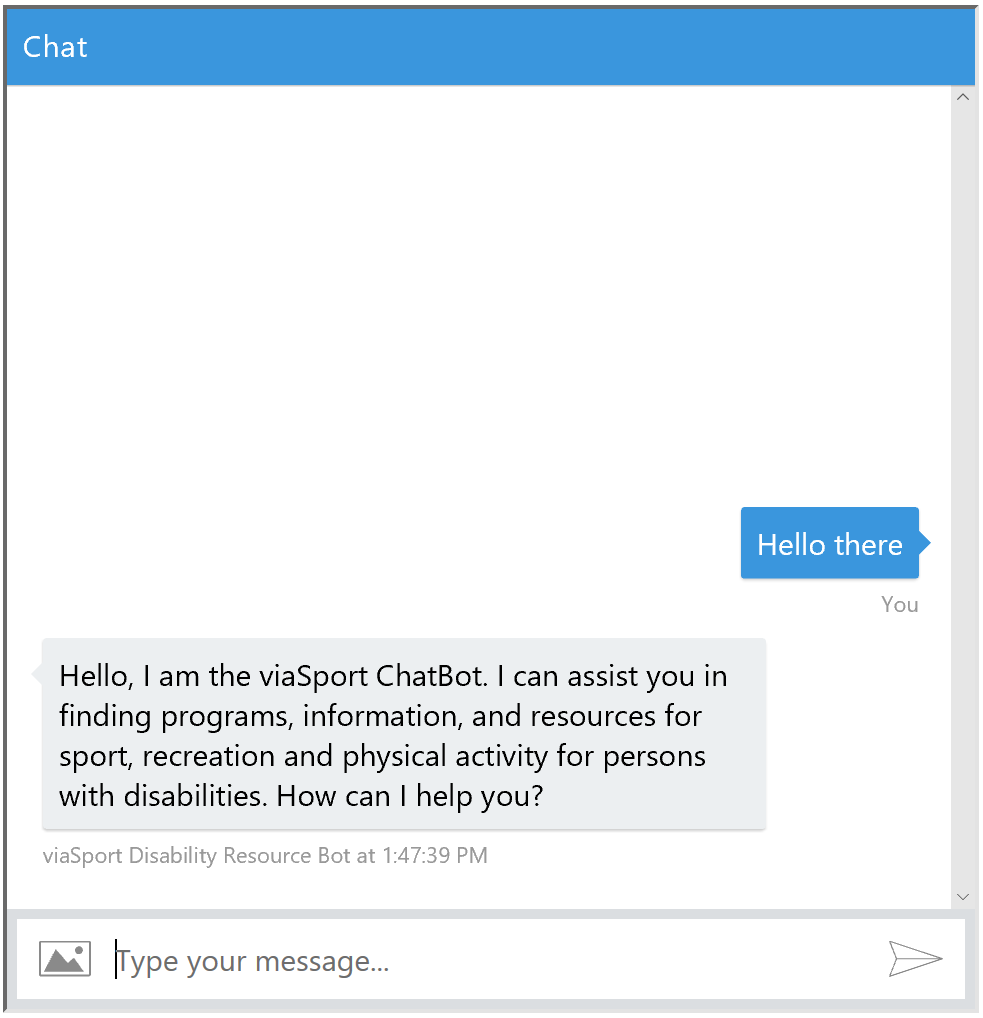 Chat
Hello there
You
Hello, I am the viaSport ChatBot. I can assist you in
finding programs, information, and resources for
sport, recreation and physical activity for persons
with disabilities. How can I help you?
viaSport Disability Resource Bot at 1:47:39 PM
Type your message...